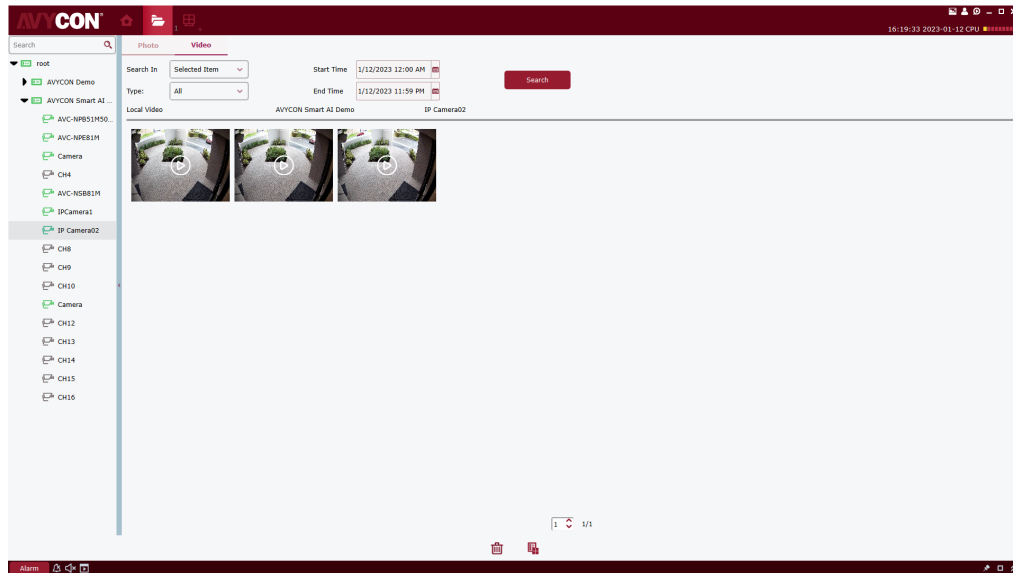 AVYCON
1
16:19:33 2023-01-12 CPU
Search
Photo
Video
root
AVYCON Demo
AVYCON Smart AI ...
AVC-NPB51M50...
AVC-NPE81M
Camera
CH4
AVC-NSB81M
IPCamera1
IP Camera02
CH8
CH9
CH10
Camera
CH12
CH13
CH14
CH15
CH16
Search In
Selected Item
Start Time
1/12/2023 12:00 AM
Search
Type:
All
End Time
1/12/2023 11:59 PM
Local Video
AVYCON Smart AI Demo
IP Camera02
1
1/1
Alarm